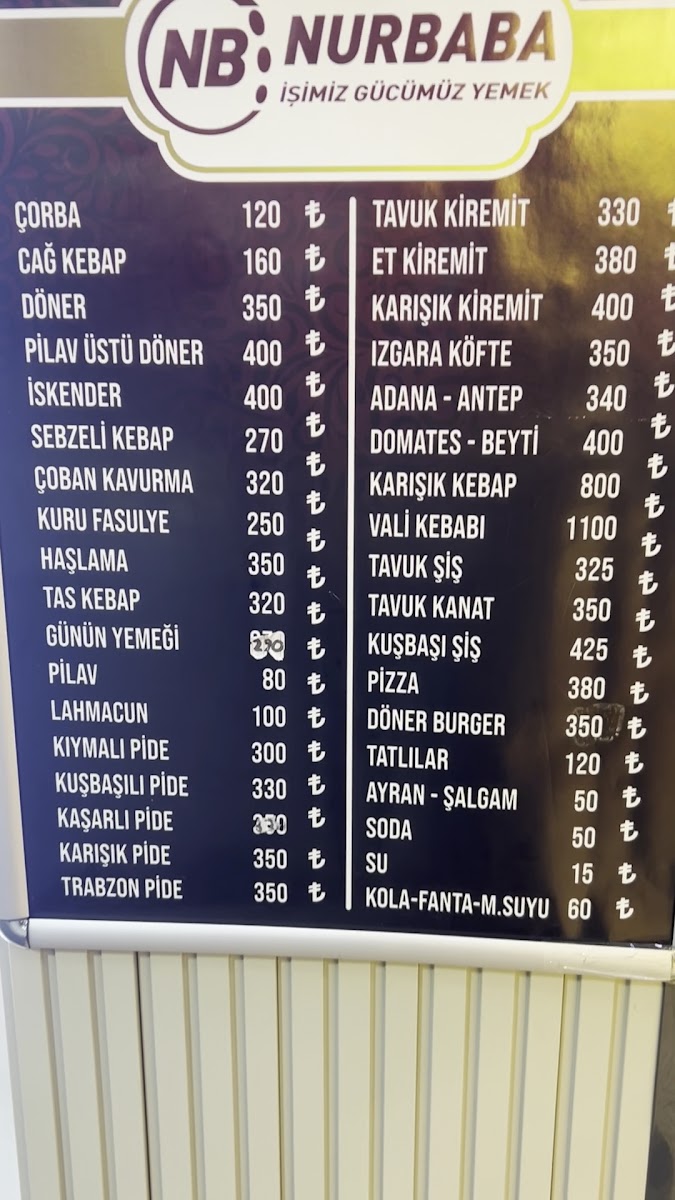 NB NURBABA
İŞİMİZ GÜCÜMÜZ YEMEK
ÇORBA 120 ₺
CAĞ KEBAP 160 ₺
DÖNER 350 ₺
PİLAV ÜSTÜ DÖNER 400 ₺
İSKENDER 400 ₺
SEBZELİ KEBAP 270 ₺
ÇOBAN KAVURMA 320 ₺
KURU FASULYE 250 ₺
HAŞLAMA 350 ₺
TAS KEBAP 320 ₺
GÜNÜN YEMEĞİ ₺
PİLAV 80 ₺
LAHMACUN 100 ₺
KIYMALI PİDE 300 ₺
KUŞBAŞILI PİDE 330 ₺
KAŞARLI PİDE ₺
KARIŞIK PİDE 350 ₺
TRABZON PİDE 350 ₺
TAVUK KİREMİT 330 ₺
ET KİREMİT 380 ₺
KARIŞIK KİREMİT 400 ₺
IZGARA KÖFTE 350 ₺
ADANA - ANTEP 340 ₺
DOMATES - BEYTİ 400 ₺
KARIŞIK KEBAP 800 ₺
VALİ KEBABI 1100 ₺
TAVUK ŞİŞ 325 ₺
TAVUK KANAT 350 ₺
KUŞBAŞI ŞİŞ 425 ₺
PİZZA 380 ₺
DÖNER BURGER 350 ₺
TATLILAR 120 ₺
AYRAN - ŞALGAM 50 ₺
SODA 50 ₺
SU 15 ₺
KOLA-FANTA-M.SUYU 60 ₺